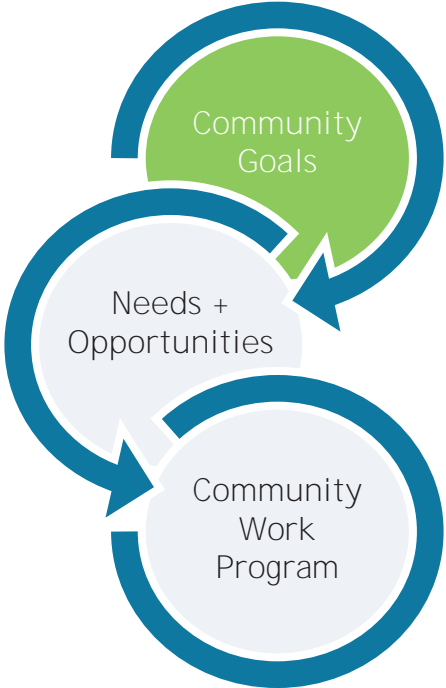 Community
Goals
Needs +
Opportunities
Community
Work
Program